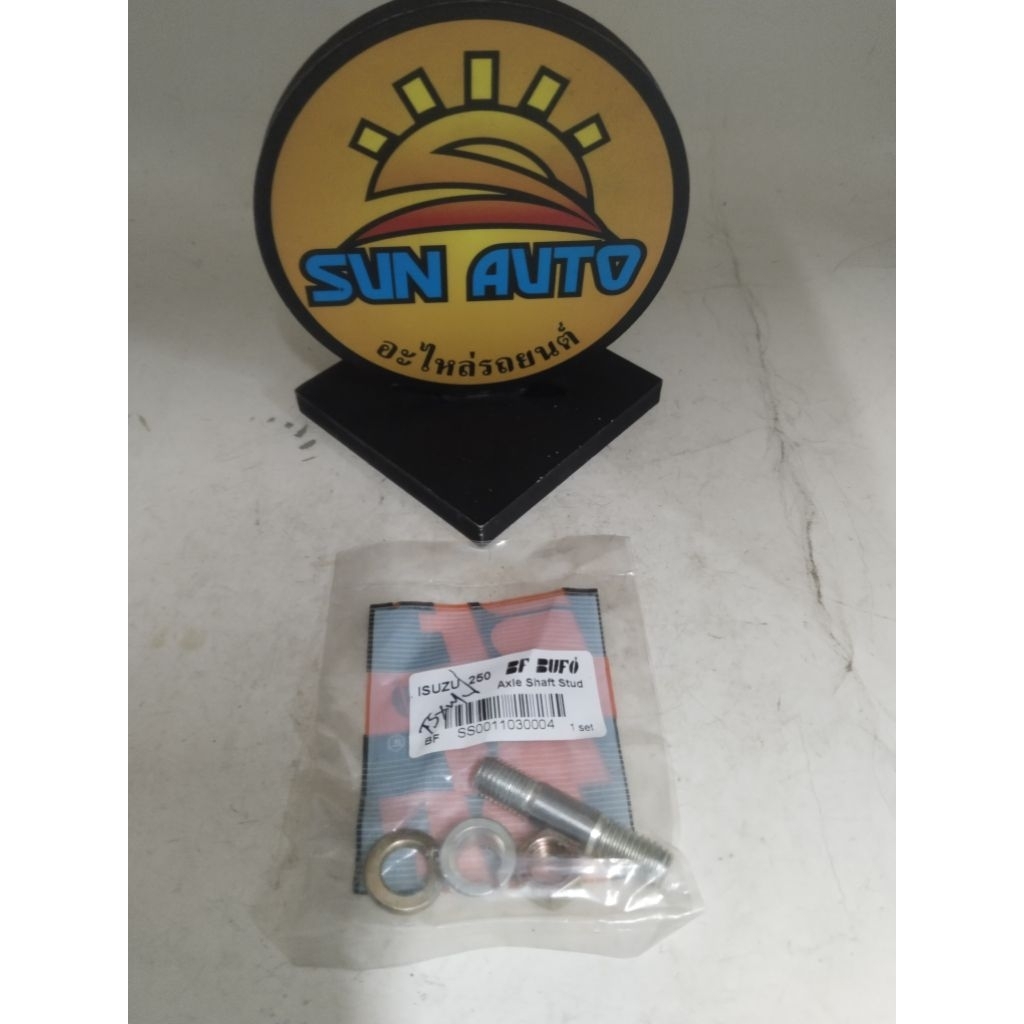 SUN AUTO
อะไหล่รถยนต์
BF BUFO
ISUZU 250 Axle Shaft Stud
BF SS0011030004 1 set